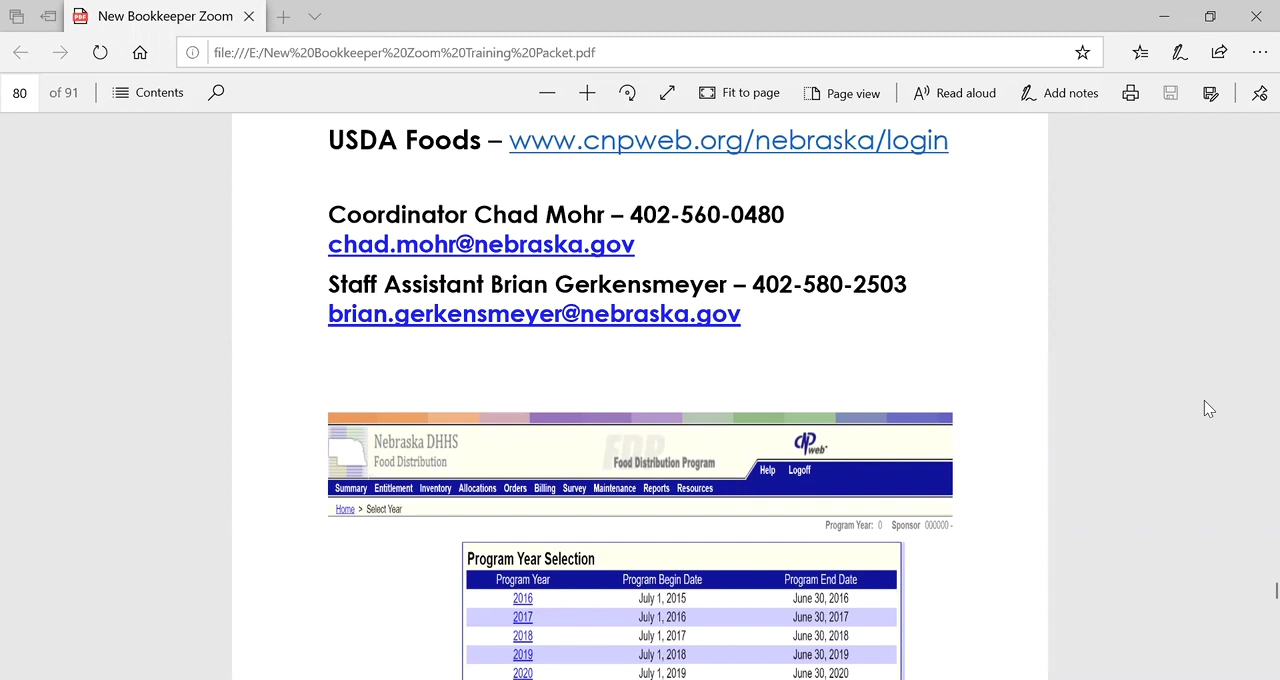 New Bookkeeper Zoom
file:///E:/New%20Bookkeeper%20Zoom%20Training%20Packet.pdf
80 of 91 Contents Fit to page Page view Read aloud Add notes
USDA Foods – www.cnpweb.org/nebraska/login
Coordinator Chad Mohr – 402-560-0480
chad.mohr@nebraska.gov
Staff Assistant Brian Gerkensmeyer – 402-580-2503
brian.gerkensmeyer@nebraska.gov
Nebraska DHHS
Food Distribution
FDP
Food Distribution Program
cnp web
Help Logoff
Summary Entitlement Inventory Allocations Orders Billing Survey Maintenance Reports Resources
Home > Select Year
Program Year: 0 Sponsor 000000 -
Program Year Selection
Program Year Program Begin Date Program End Date
2016 July 1, 2015 June 30, 2016
2017 July 1, 2016 June 30, 2017
2018 July 1, 2017 June 30, 2018
2019 July 1, 2018 June 30, 2019
2020 July 1, 2019 June 30, 2020